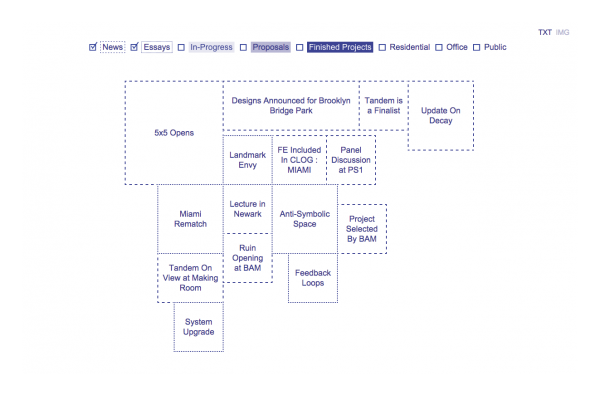 TXT IMG
News Essays In-Progress Proposals Finished Projects Residential Office Public
5x5 Opens
Designs Announced for Brooklyn
Bridge Park
Tandem is
a Finalist
Update On
Decay
Landmark
Envy
FE Included
In CLOG :
MIAMI
Panel
Discussion
at PS1
Miami
Rematch
Lecture in
Newark
Anti-Symbolic
Space
Project
Selected
By BAM
Ruin
Opening
at BAM
Tandem On
View at Making
Room
Feedback
Loops
System
Upgrade